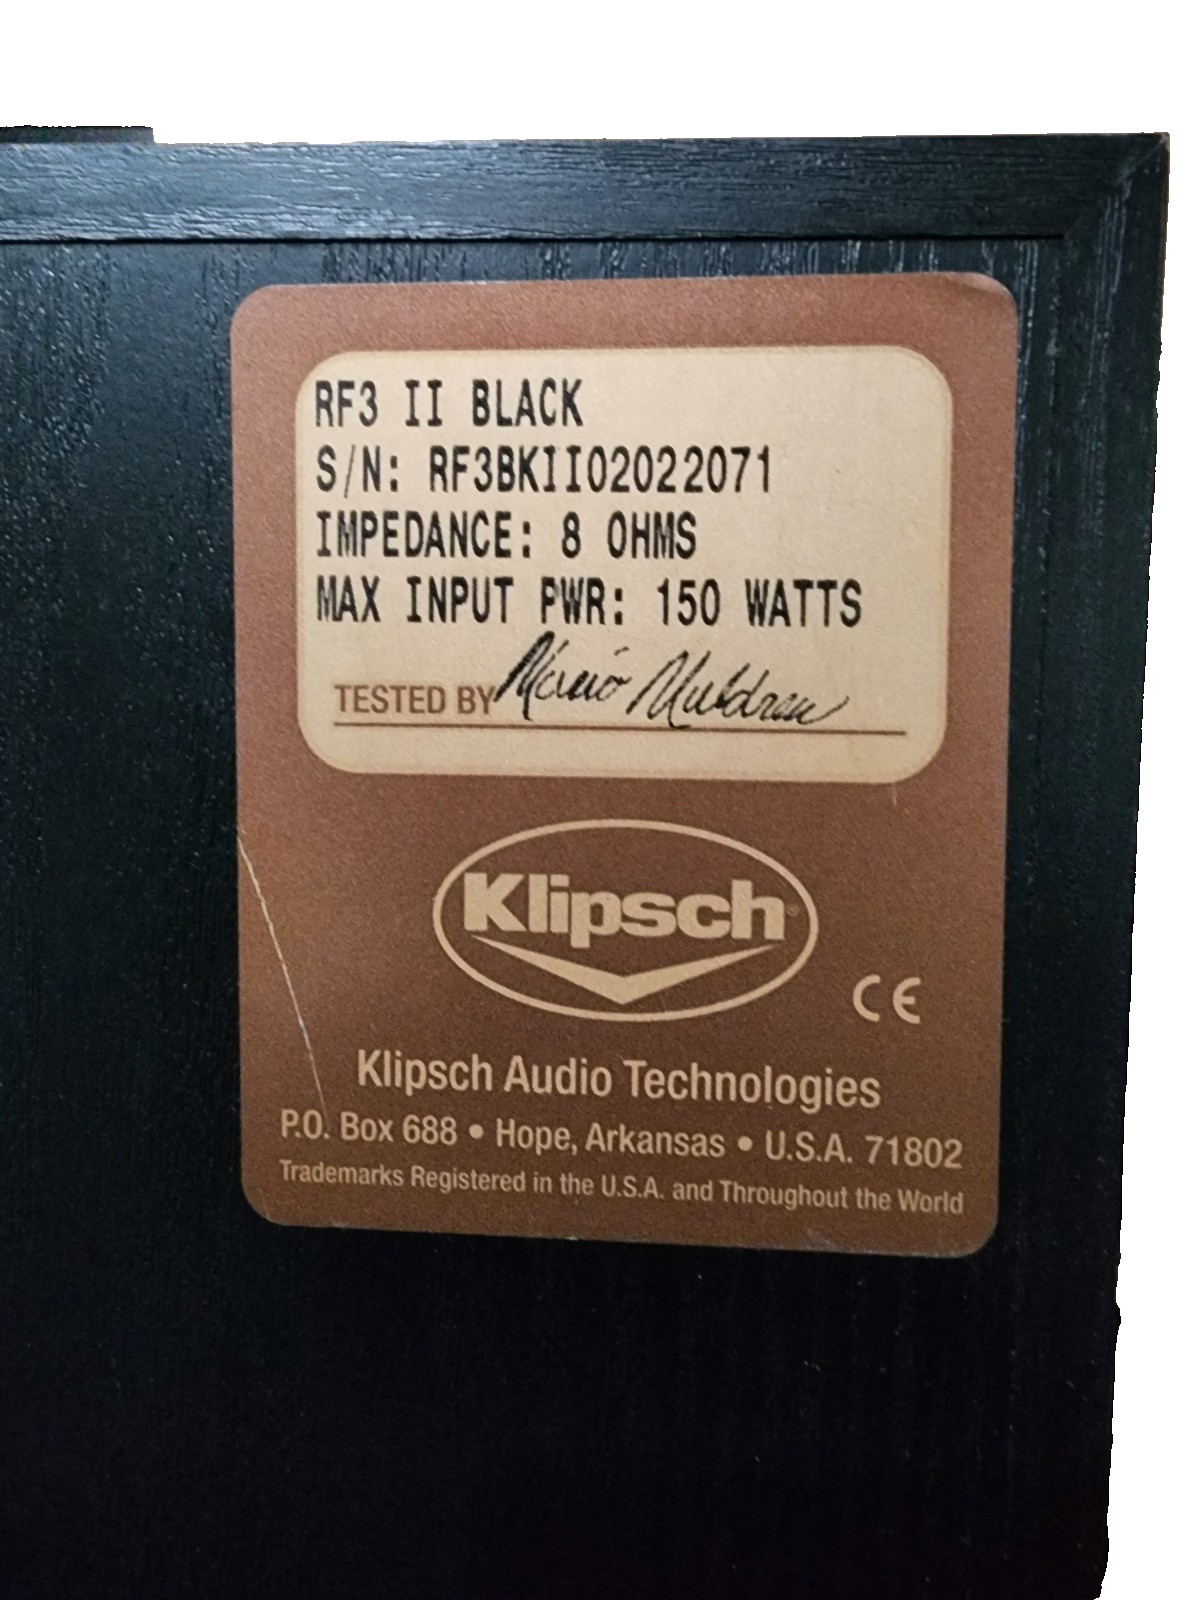 RF3 II BLACK
S/N: RF3BKII02022071
IMPEDANCE: 8 OHMS
MAX INPUT PWR: 150 WATTS
TESTED BY
Klipsch®
CE
Klipsch Audio Technologies
P.O. Box 688 • Hope, Arkansas • U.S.A. 71802
Trademarks Registered in the U.S.A. and Throughout the World